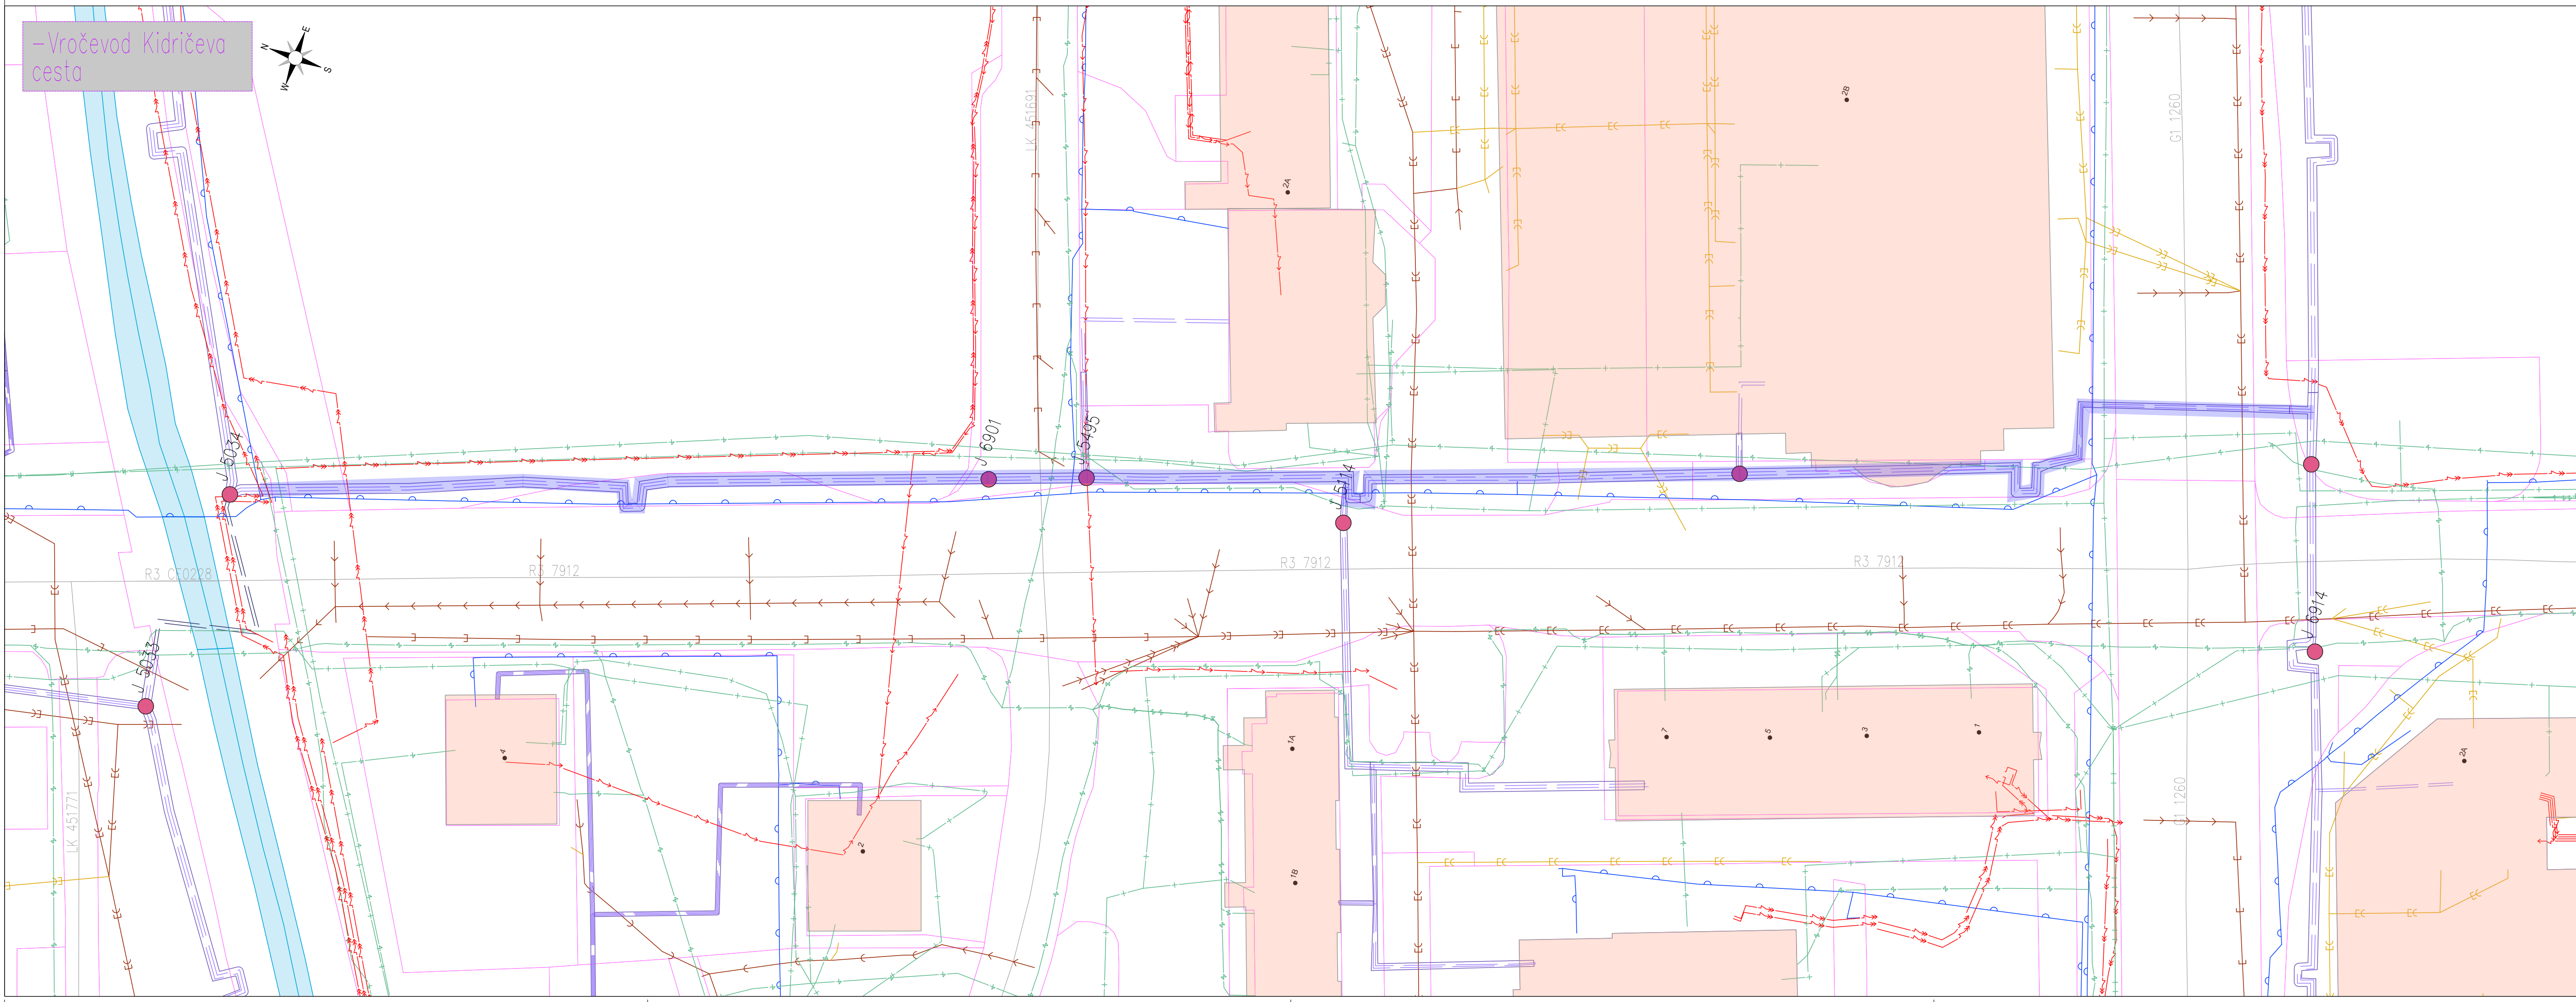 -Vročevod Kidričeva
cesta
N
E
S
W
LK 451691
G1 1260
2B
2A
J 5034
J 6901
J 5495
J 5114
R3 CE0228
R3 7912
R3 7912
R3 7912
J 6914
J 5033
4
1A
7
5
3
1
2A
LK 451771
G1 1260
2
1B